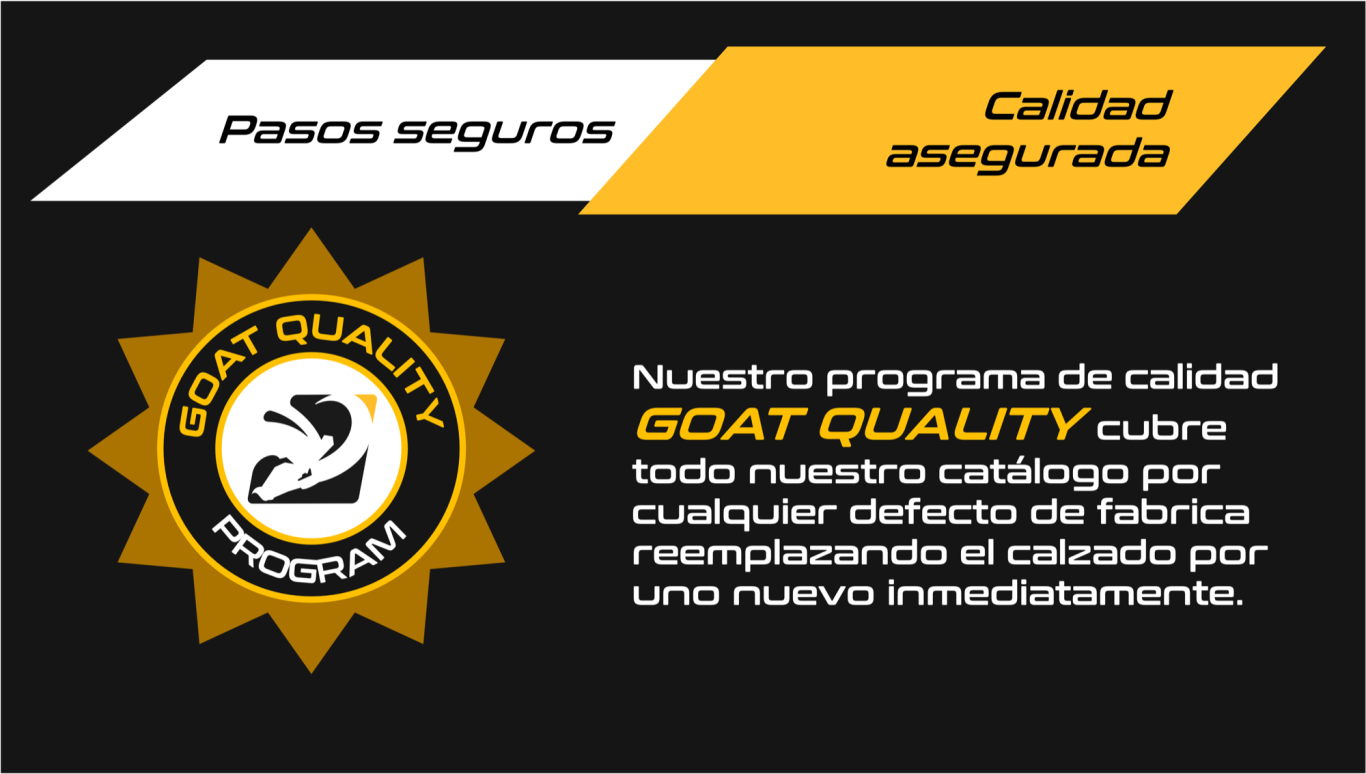 Pasos seguros
Calidad
asegurada
GOAT QUALITY
PROGRAM
Nuestro programa de calidad
GOAT QUALITY cubre
todo nuestro catálogo por
cualquier defecto de fabrica
reemplazando el calzado por
uno nuevo inmediatamente.